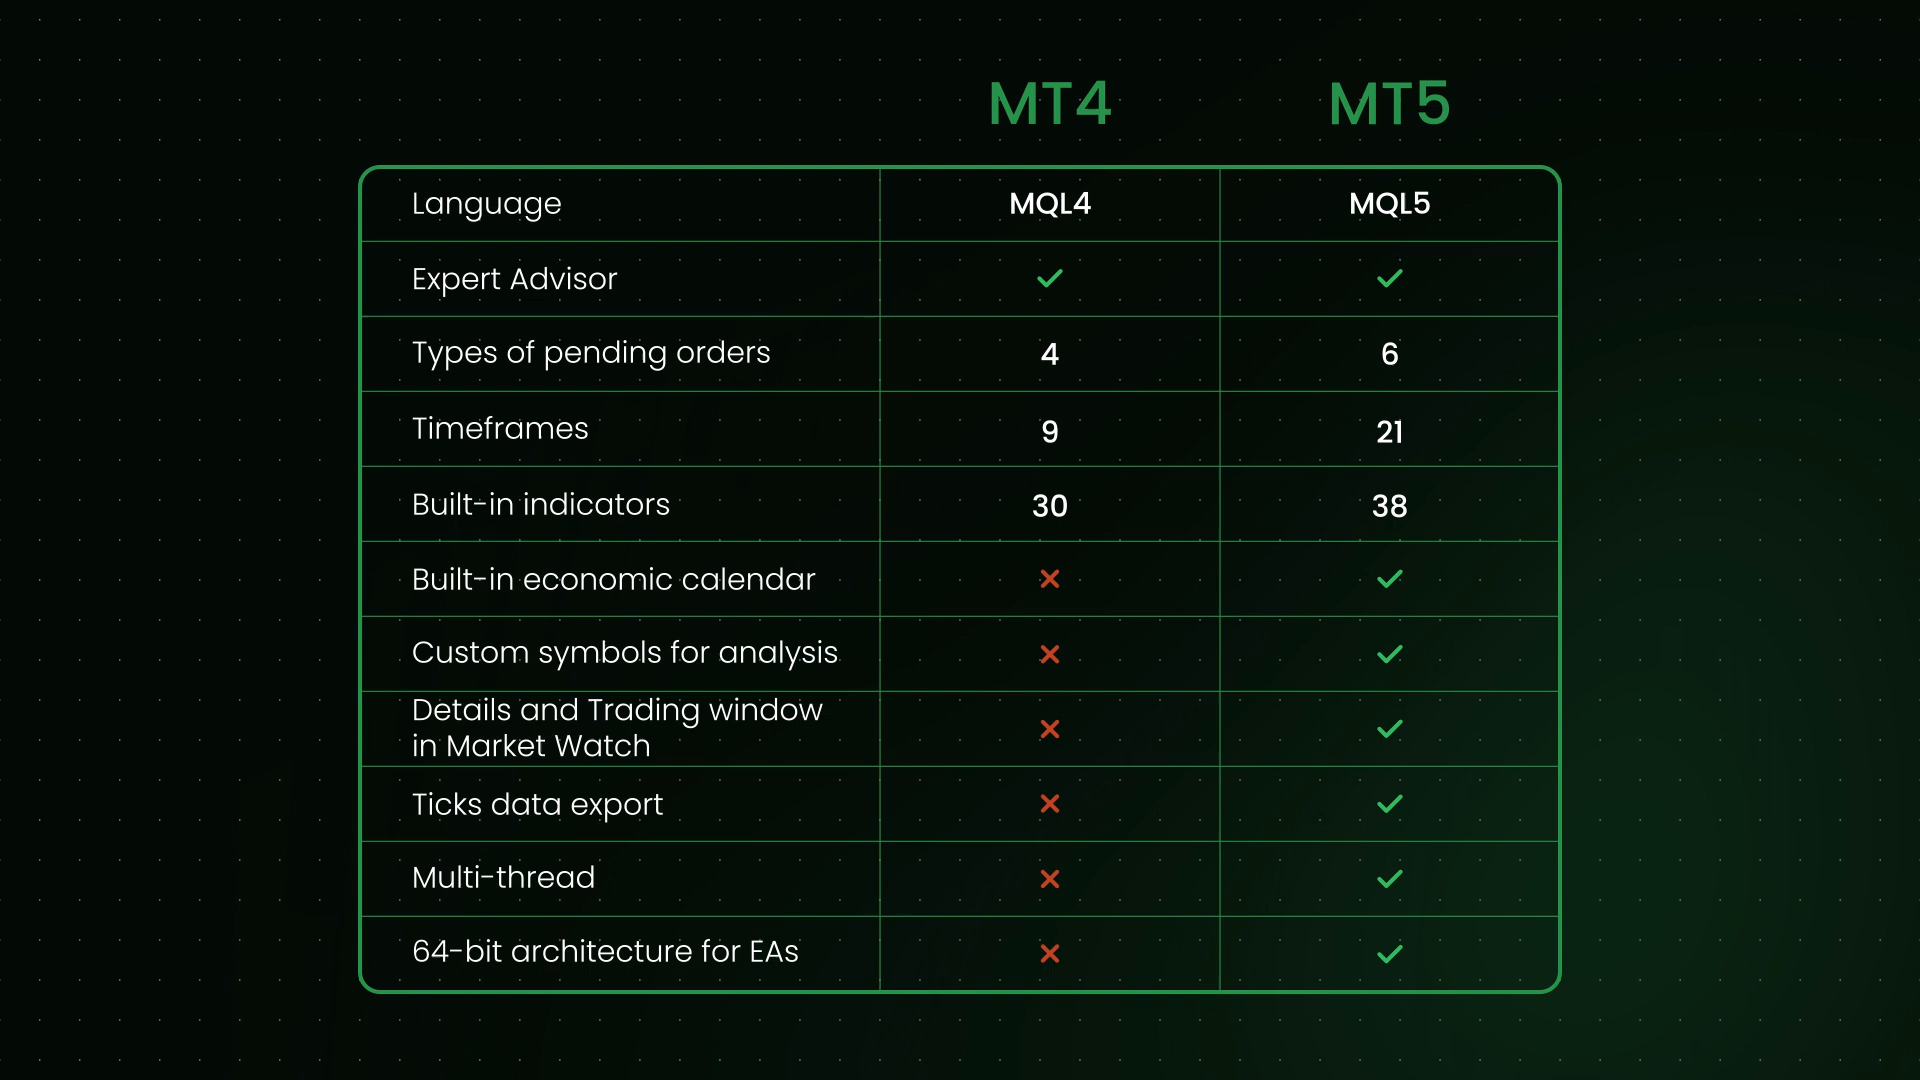 MT4 MT5
Language MQL4 MQL5
Expert Advisor
Types of pending orders 4 6
Timeframes 9 21
Built-in indicators 30 38
Built-in economic calendar
Custom symbols for analysis
Details and Trading window
in Market Watch
Ticks data export
Multi-thread
64-bit architecture for EAs